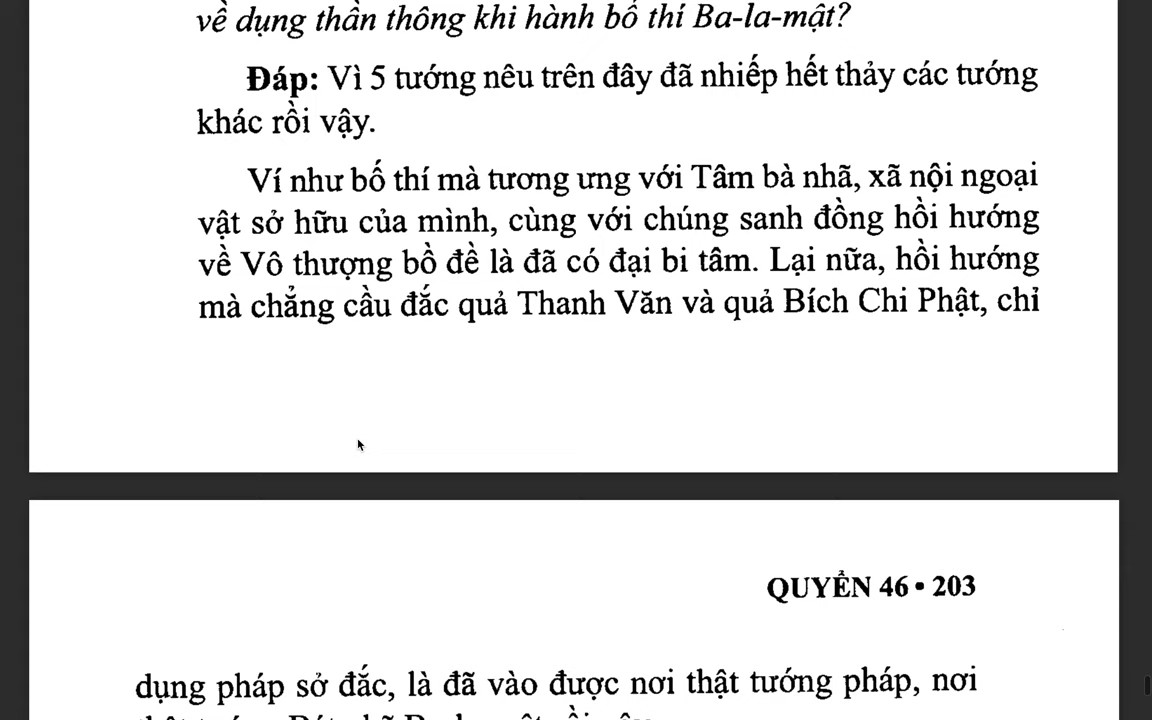 về dụng thần thông khi hành bố thí Ba-la-mật?
Đáp: Vì 5 tướng nêu trên đây đã nhiếp hết thảy các tướng
khác rồi vậy.
Ví như bố thí mà tương ưng với Tâm bà nhã, xã nội ngoại
vật sở hữu của mình, cùng với chúng sanh đồng hồi hướng
về Vô thượng bồ đề là đã có đại bi tâm. Lại nữa, hồi hướng
mà chẳng cầu đắc quả Thanh Văn và quả Bích Chi Phật, chỉ
QUYỂN 46 • 203
dụng pháp sở đắc, là đã vào được nơi thật tướng pháp, nơi